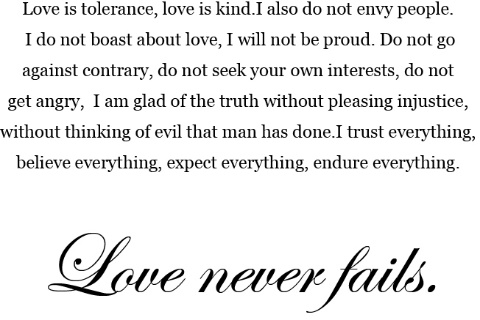 Love is tolerance, love is kind.I also do not envy people.
I do not boast about love, I will not be proud. Do not go
against contrary, do not seek your own interests, do not
get angry,  I am glad of the truth without pleasing injustice,
without thinking of evil that man has done.I trust everything,
believe everything, expect everything, endure everything.
Love never fails.